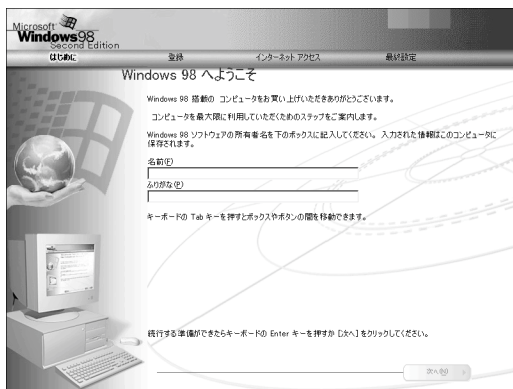 Microsoft
Windows98
Second Edition
はじめに 登録 インターネット アクセス 最終設定
Windows 98 へようこそ
Windows 98 搭載の コンピュータをお買い上げいただきありがとうございます。
コンピュータを最大限に利用していただくためのステップをご案内します。
Windows 98 ソフトウェアの所有者名を下のボックスに記入してください。 入力された情報はこのコンピュータに
保存されます。
名前(F)
ふりがな(P)
キーボードの Tab キーを押すとボックスやボタンの間を移動できます。
続行する準備ができたらキーボードの Enter キーを押すか [次へ] をクリックしてください。
次へ(N)